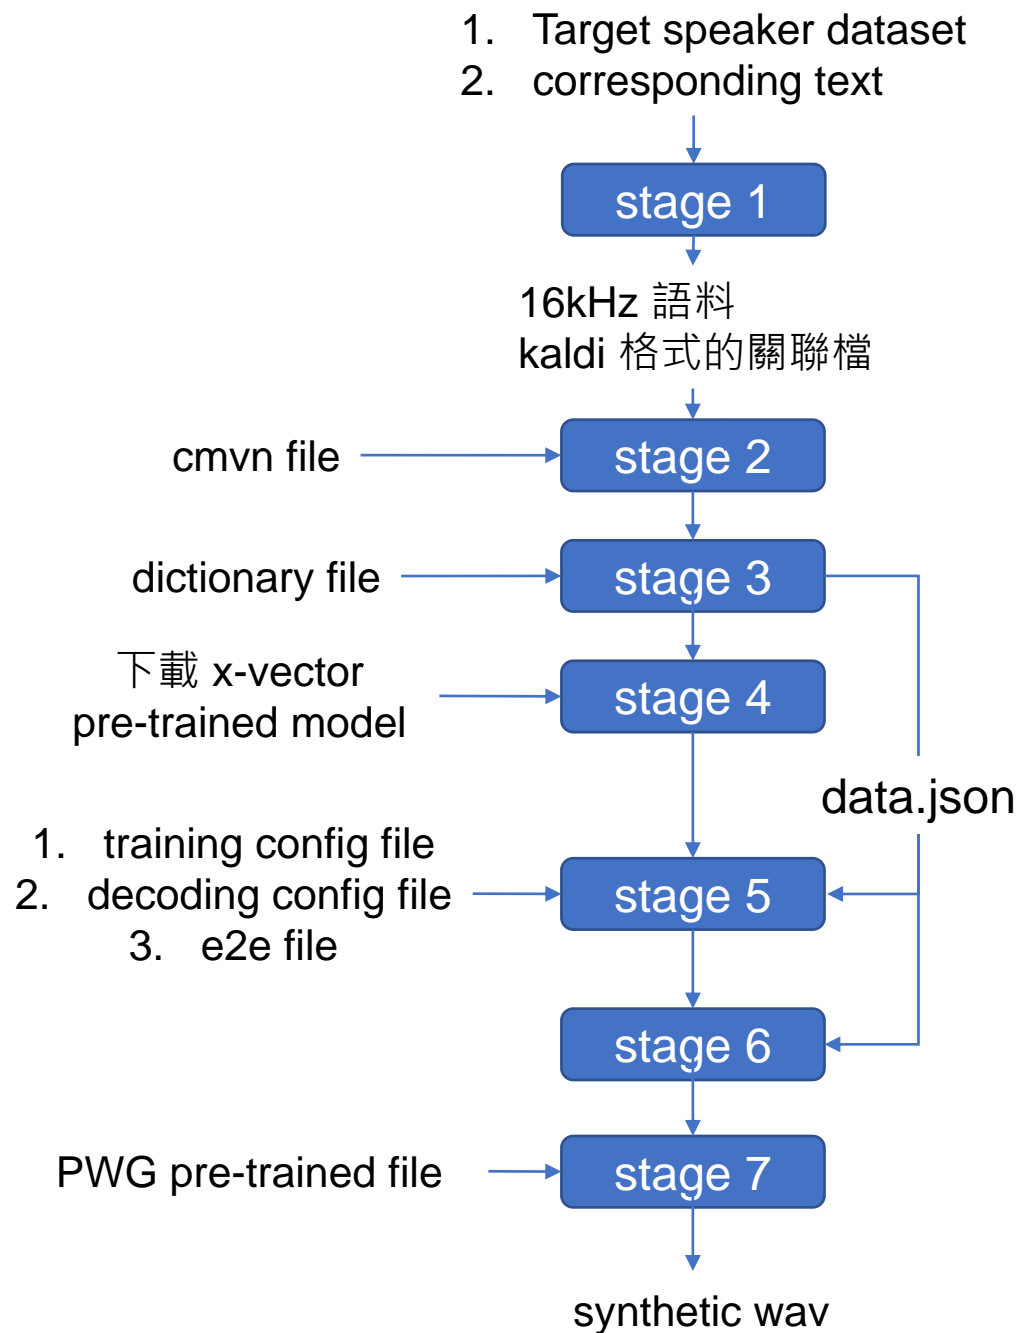 1. Target speaker dataset
2. corresponding text
stage 1
16kHz 語料
kaldi 格式的關聯檔
cmvn file
stage 2
dictionary file
stage 3
下載 x-vector
pre-trained model
stage 4
data.json
1. training config file
2. decoding config file
3. e2e file
stage 5
stage 6
PWG pre-trained file
stage 7
synthetic wav